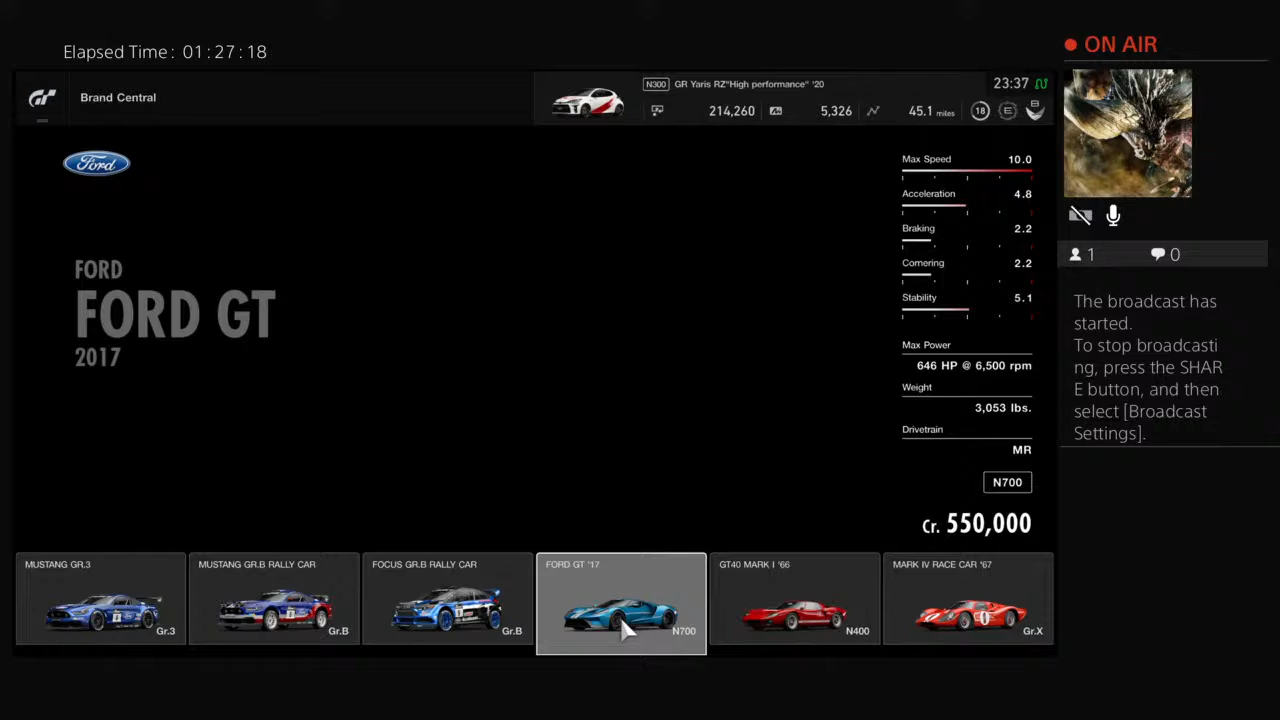 Elapsed Time: 01:27:18
ON AIR
Brand Central
N300 GR Yaris RZ"High performance" '20
23:37
214,260 5,326 45.1 miles 18 E B
Ford
FORD
FORD GT
2017
Max Speed 10.0
Acceleration 4.8
Braking 2.2
Cornering 2.2
Stability 5.1
Max Power
646 HP @ 6,500 rpm
Weight
3,053 lbs.
Drivetrain
MR
N700
Cr. 550,000
1 0
The broadcast has
started.
To stop broadcasti
ng, press the SHAR
E button, and then
select [Broadcast
Settings].
MUSTANG GR.3
Gr.3
MUSTANG GR.B RALLY CAR
Gr.B
FOCUS GR.B RALLY CAR
Gr.B
FORD GT '17
N700
GT40 MARK I '66
N400
MARK IV RACE CAR '67
Gr.X